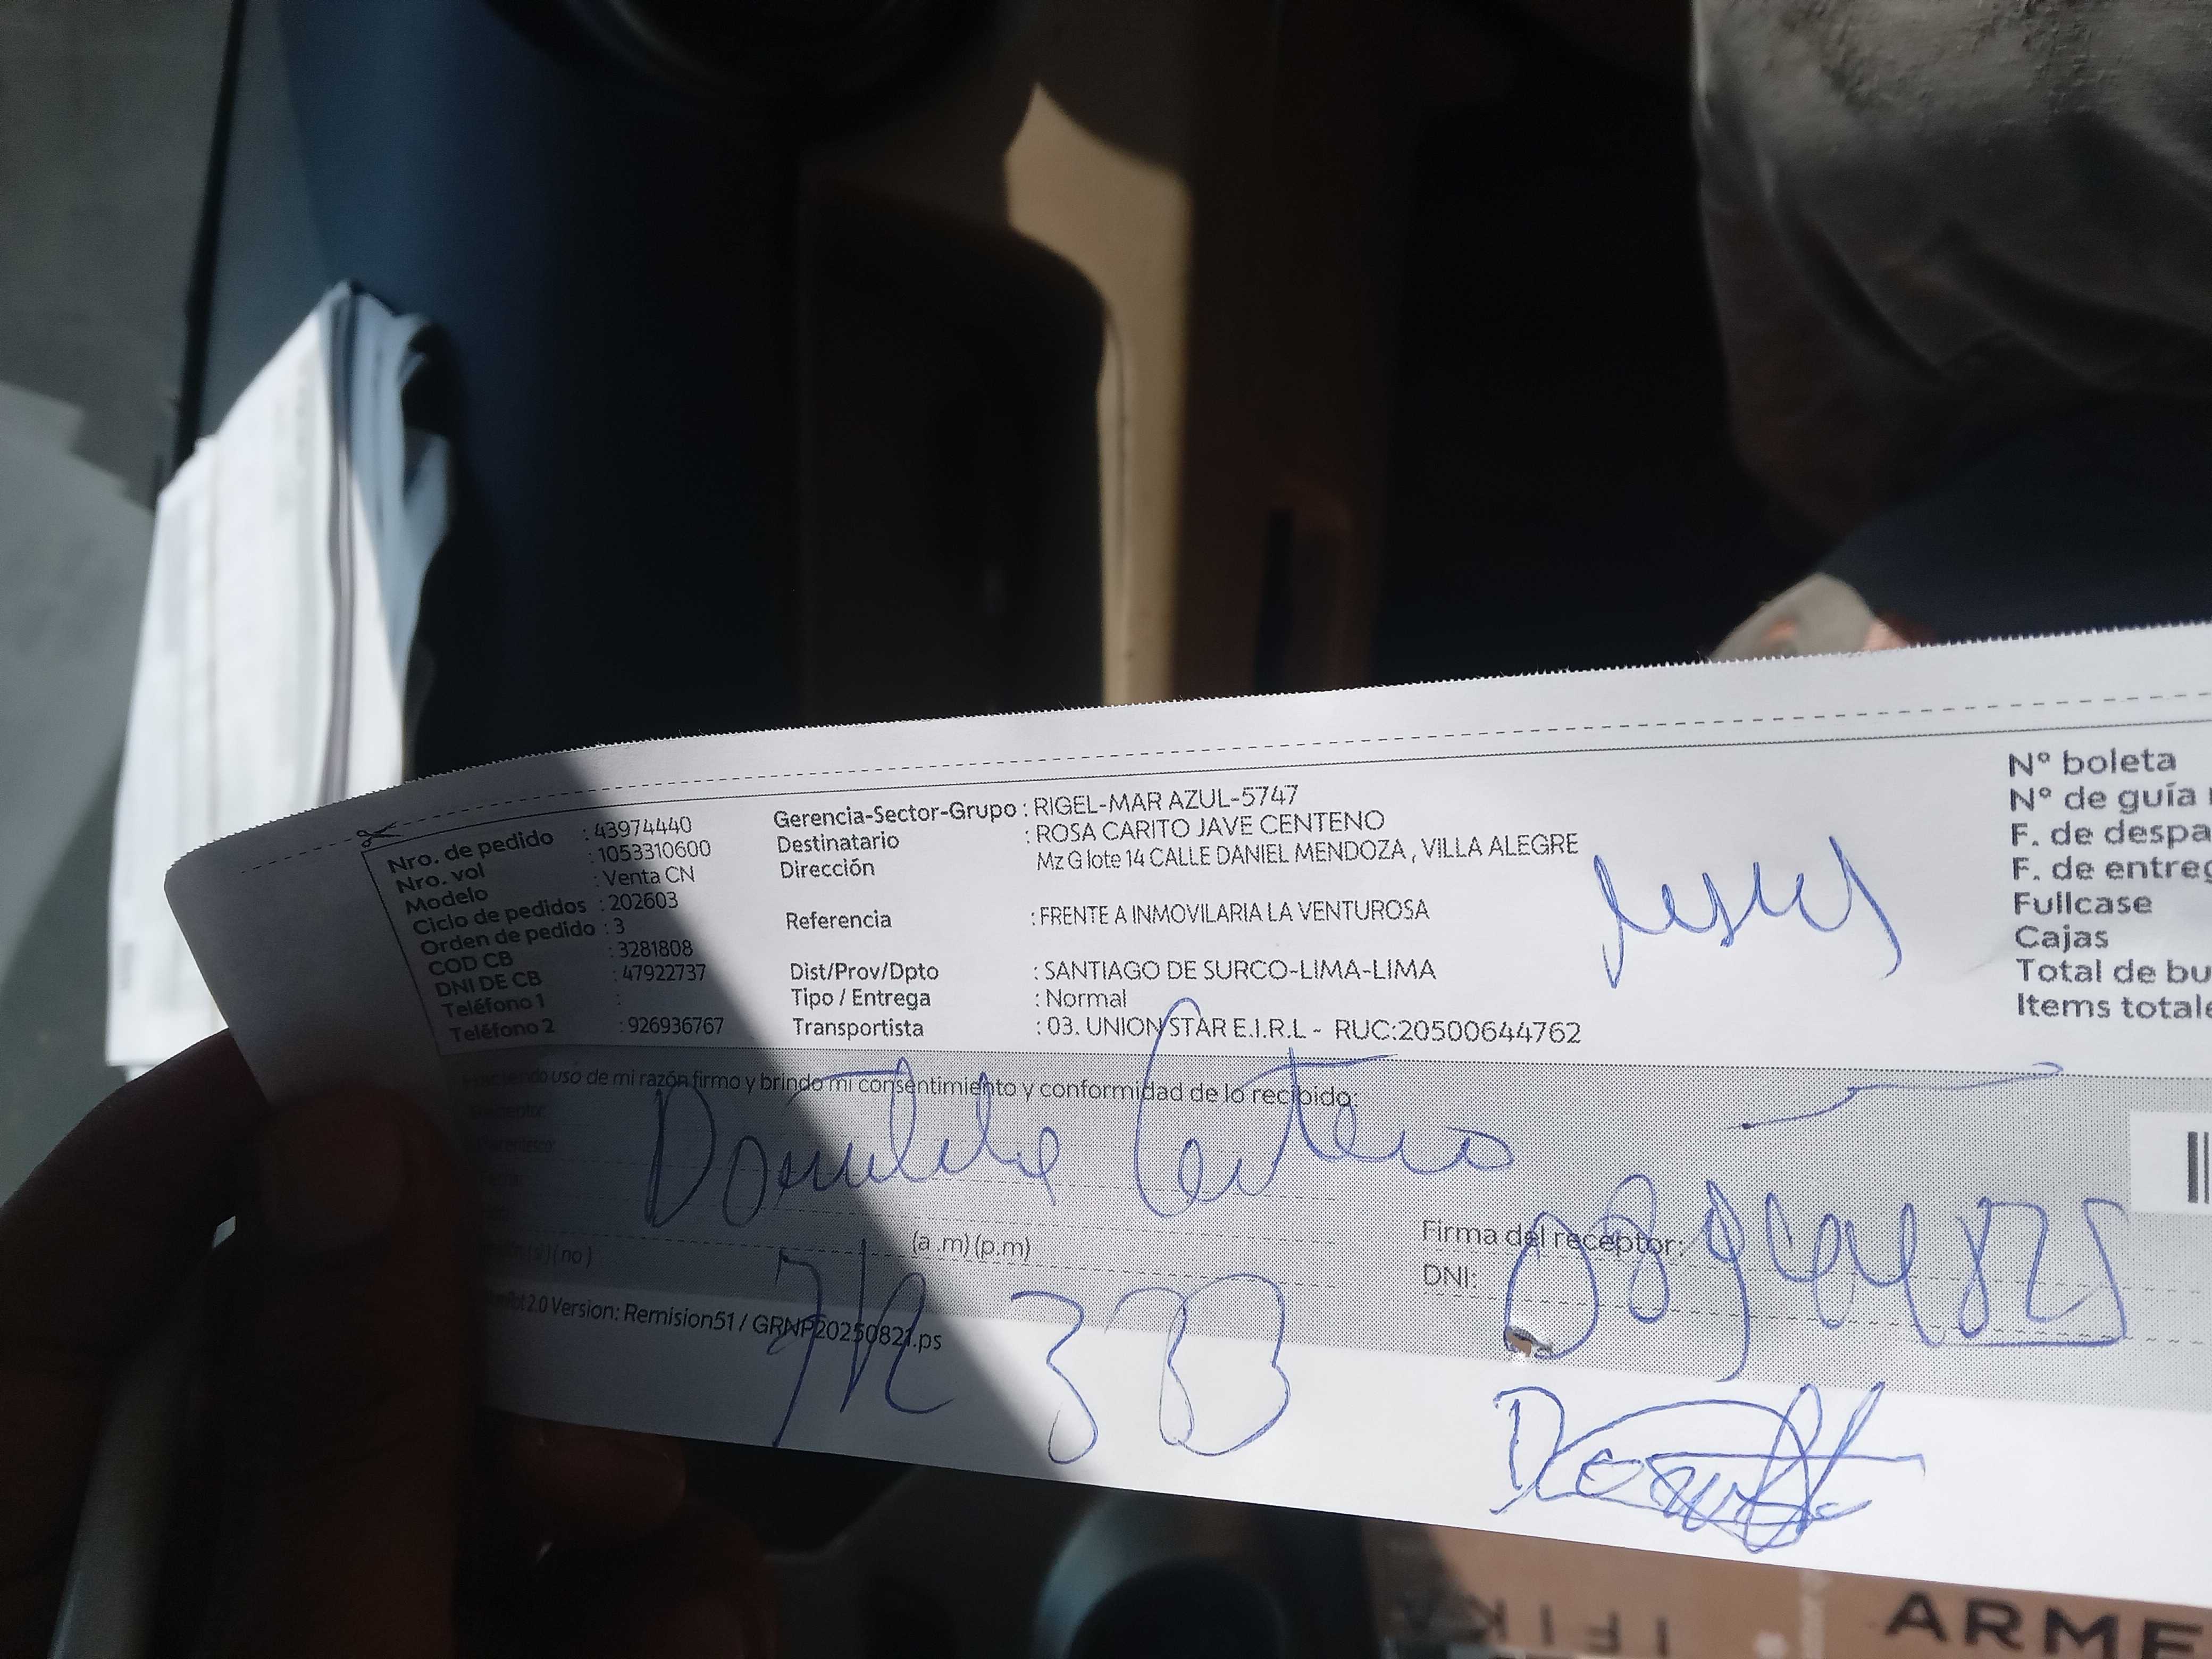 Nro. de pedido : 43974440
Nro. vol : 1053310600
Modelo : Venta CN
Ciclo de pedidos : 202603
Orden de pedido : 3
COD CB : 3281808
DNI DE CB : 47922737
Teléfono 1 :
Teléfono 2 : 926936767
Gerencia-Sector-Grupo : RIGEL-MAR AZUL-5747
Destinatario : ROSA CARITO JAVE CENTENO
Dirección Mz G lote 14 CALLE DANIEL MENDOZA , VILLA ALEGRE
Referencia : FRENTE A INMOVILARIA LA VENTUROSA
Dist/Prov/Dpto : SANTIAGO DE SURCO-LIMA-LIMA
Tipo / Entrega : Normal
Transportista : 03. UNION STAR E.I.R.L - RUC:20500644762
Nº boleta
Nº de guía
F. de despa
F. de entreg
Fullcase
Cajas
Total de bu
Items totale
uso de mi razón firmo y brindo mi consentimiento y conformidad de lo recibido:
Centeno
(a .m) (p.m)
( no )
Firma del receptor:
DNI:
2.0 Version: Remision51 / GRNP20250821.ps
ARME